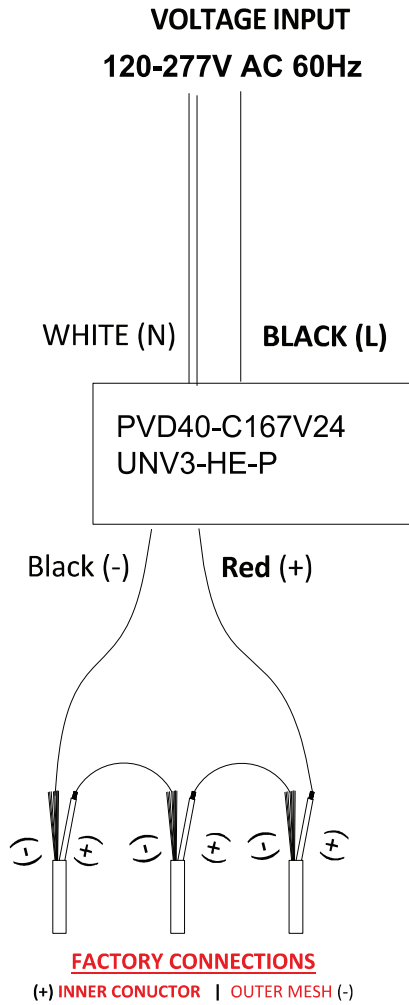 VOLTAGE INPUT
120-277V AC 60Hz
WHITE (N)
BLACK (L)
PVD40-C167V24
UNV3-HE-P
Black (-)
Red (+)
(-) (+) (-) (+) (-) (+)
FACTORY CONNECTIONS
(+) INNER CONUCTOR | OUTER MESH (-)